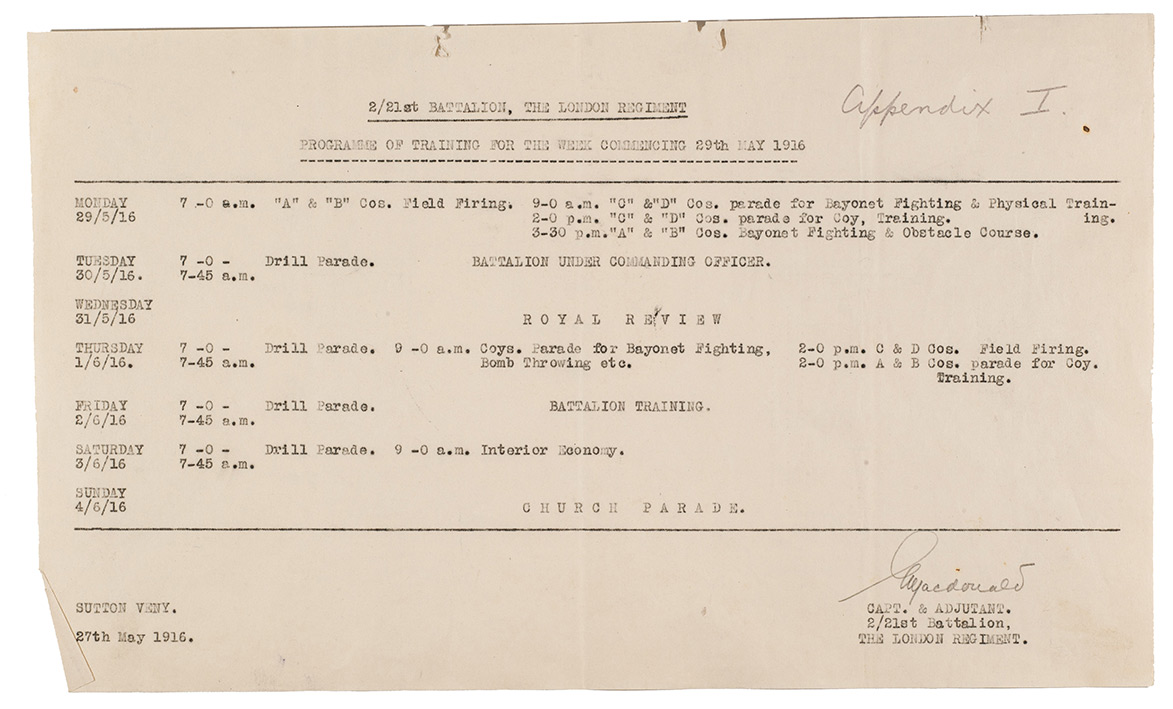 Appendix I.
2/21st BATTALION, THE LONDON REGIMENT
PROGRAMME OF TRAINING FOR THE WEEK COMMENCING 29th MAY 1916
MONDAY 7 -0 a.m. "A" & "B" Cos. Field Firing. 9-0 a.m. "C" &"D" Cos. parade for Bayonet Fighting & Physical Train-
29/5/16 2-0 p.m. "C" & "D" Cos. parade for Coy, Training. ing.
3-30 p.m."A" & "B" Cos. Bayonet Fighting & Obstacle Course.
TUESDAY 7 -0 - Drill Parade. BATTALION UNDER COMMANDING OFFICER.
30/5/16. 7-45 a.m.
WEDNESDAY
31/5/16 ROYAL REVIEW
THURSDAY 7 -0 - Drill Parade. 9 -0 a.m. Coys. Parade for Bayonet Fighting, 2-0 p.m. C & D Cos. Field Firing.
1/6/16. 7-45 a.m. Bomb Throwing etc. 2-0 p.m. A & B Cos. parade for Coy.
Training.
FRIDAY 7 -0 - Drill Parade. BATTALION TRAINING.
2/6/16 7-45 a.m.
SATURDAY 7 -0 - Drill Parade. 9 -0 a.m. Interior Economy.
3/6/16 7-45 a.m.
SUNDAY
4/6/16 CHURCH PARADE.
Macdonald
SUTTON VENY. CAPT. & ADJUTANT.
2/21st Battalion,
27th May 1916. THE LONDON REGIMENT.